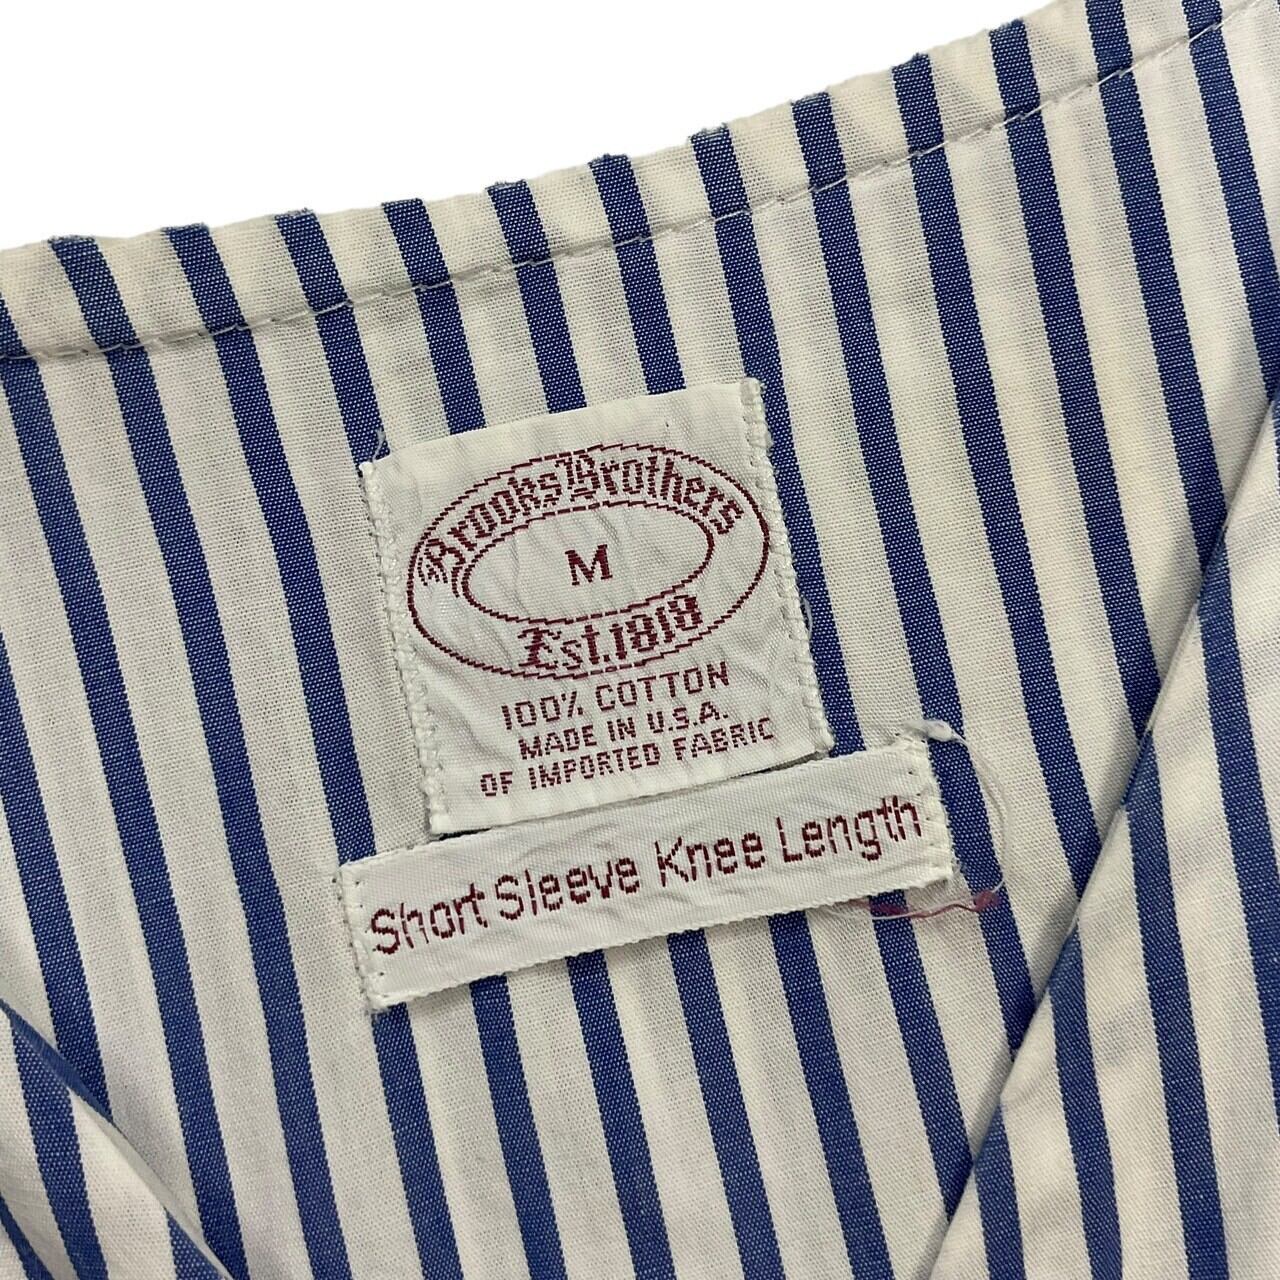 Brooks Brothers
M
Est. 1818
100% COTTON
MADE IN U.S.A.
OF IMPORTED FABRIC
Short Sleeve Knee Length